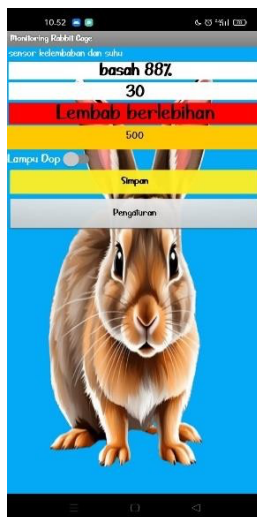 10.52
Monitoring Rabbit Cage
sensor kelembaban dan suhu
basah 88%
30
Lembab berlebihan
500
Lampu Dop
Simpan
Pengaturan